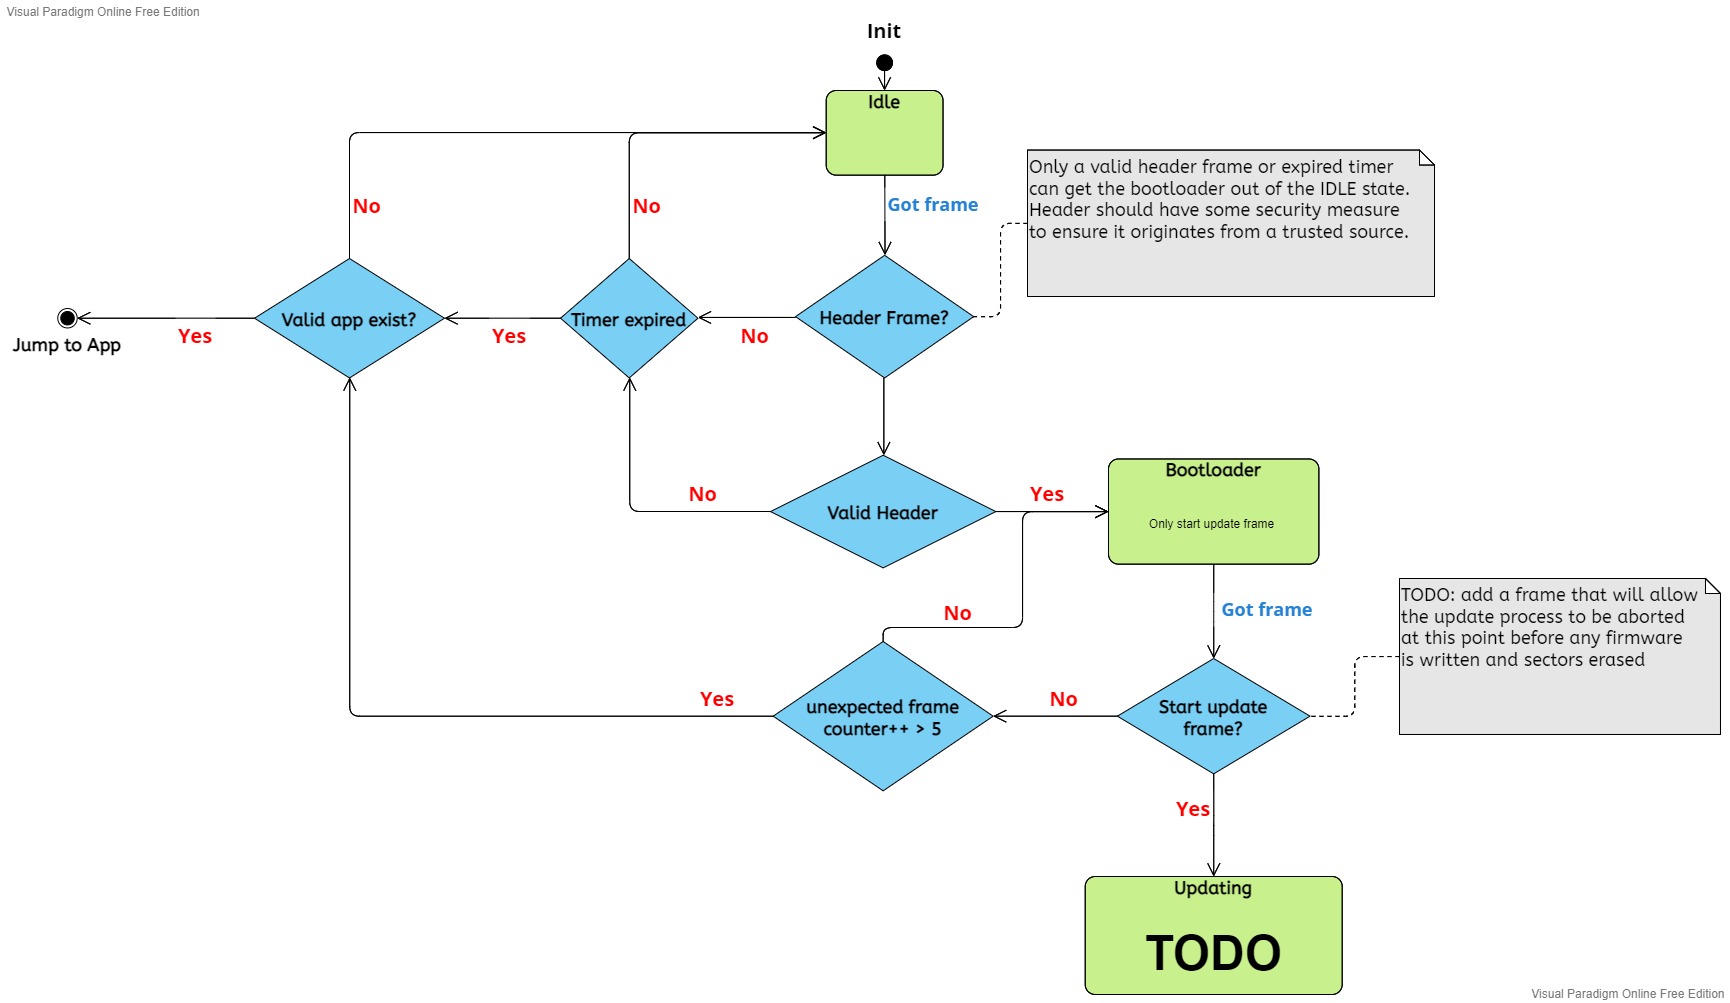 Visual Paradigm Online Free Edition
Init
Idle
Only a valid header frame or expired timer
can get the bootloader out of the IDLE state.
Header should have some security measure
to ensure it originates from a trusted source.
No
No
Got frame
Valid app exist?
Timer expired
Header Frame?
Yes
Yes
No
Jump to App
Bootloader
No
Yes
Valid Header
Only start update frame
TODO: add a frame that will allow
the update process to be aborted
at this point before any firmware
is written and sectors erased
No
Got frame
Yes
No
unexpected frame
counter++ > 5
Start update
frame?
Yes
Updating
TODO
Visual Paradigm Online Free Edition